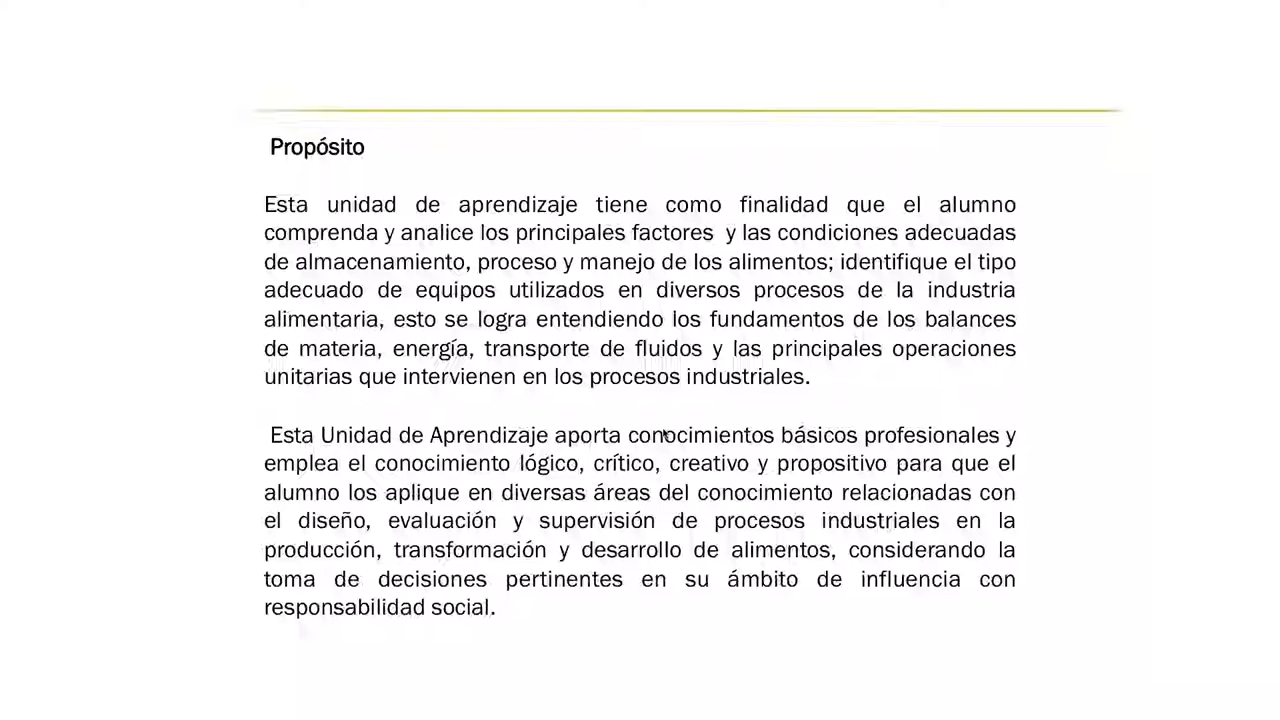 Propósito
Esta unidad de aprendizaje tiene como finalidad que el alumno
comprenda y analice los principales factores y las condiciones adecuadas
de almacenamiento, proceso y manejo de los alimentos; identifique el tipo
adecuado de equipos utilizados en diversos procesos de la industria
alimentaria, esto se logra entendiendo los fundamentos de los balances
de materia, energía, transporte de fluidos y las principales operaciones
unitarias que intervienen en los procesos industriales.
Esta Unidad de Aprendizaje aporta conocimientos básicos profesionales y
emplea el conocimiento lógico, crítico, creativo y propositivo para que el
alumno los aplique en diversas áreas del conocimiento relacionadas con
el diseño, evaluación y supervisión de procesos industriales en la
producción, transformación y desarrollo de alimentos, considerando la
toma de decisiones pertinentes en su ámbito de influencia con
responsabilidad social.